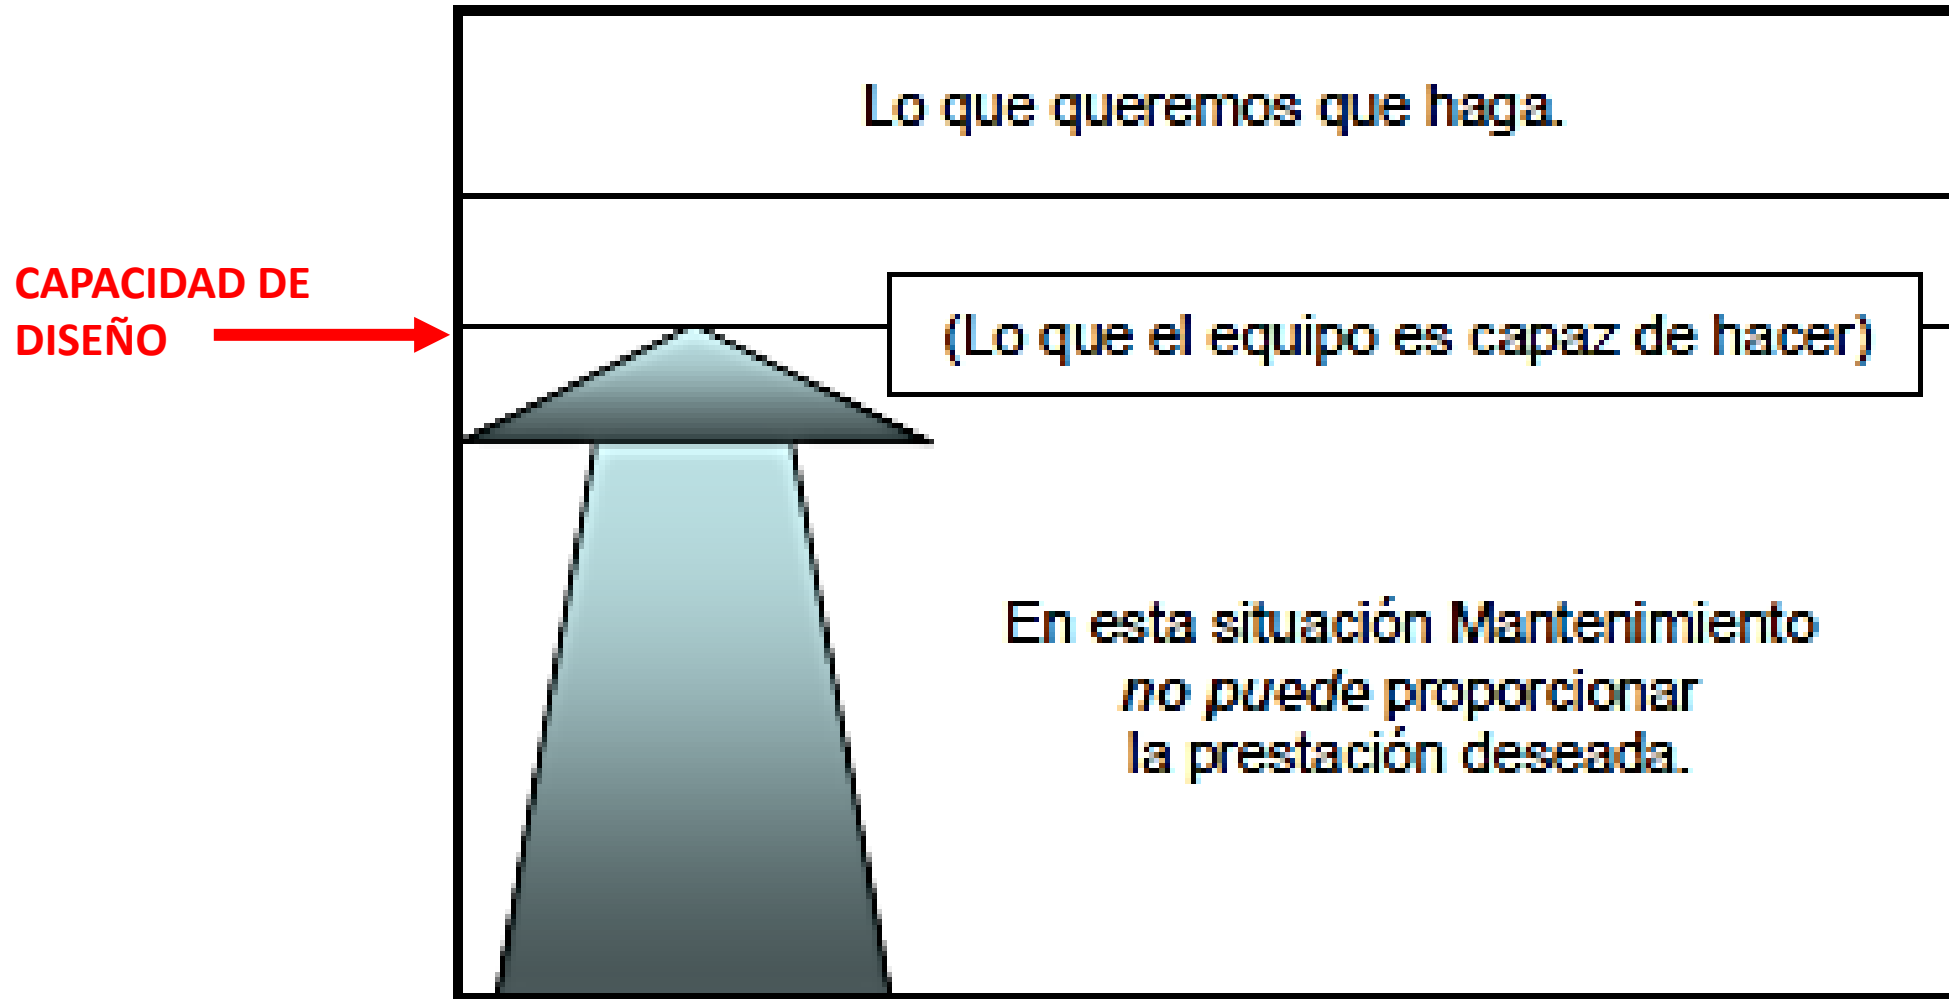 Lo que queremos que haga.
CAPACIDAD DE
DISEÑO
(Lo que el equipo es capaz de hacer)
En esta situación Mantenimiento
no puede proporcionar
la prestación deseada.